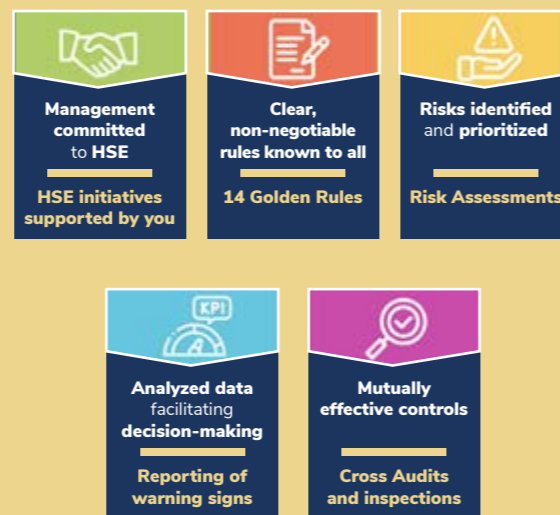 Management
committed
to HSE
HSE initiatives
supported by you
Clear,
non-negotiable
rules known to all
14 Golden Rules
Risks identified
and prioritized
Risk Assessments
KPI
Analyzed data
facilitating
decision-making
Reporting of
warning signs
Mutually
effective controls
Cross Audits
and inspections